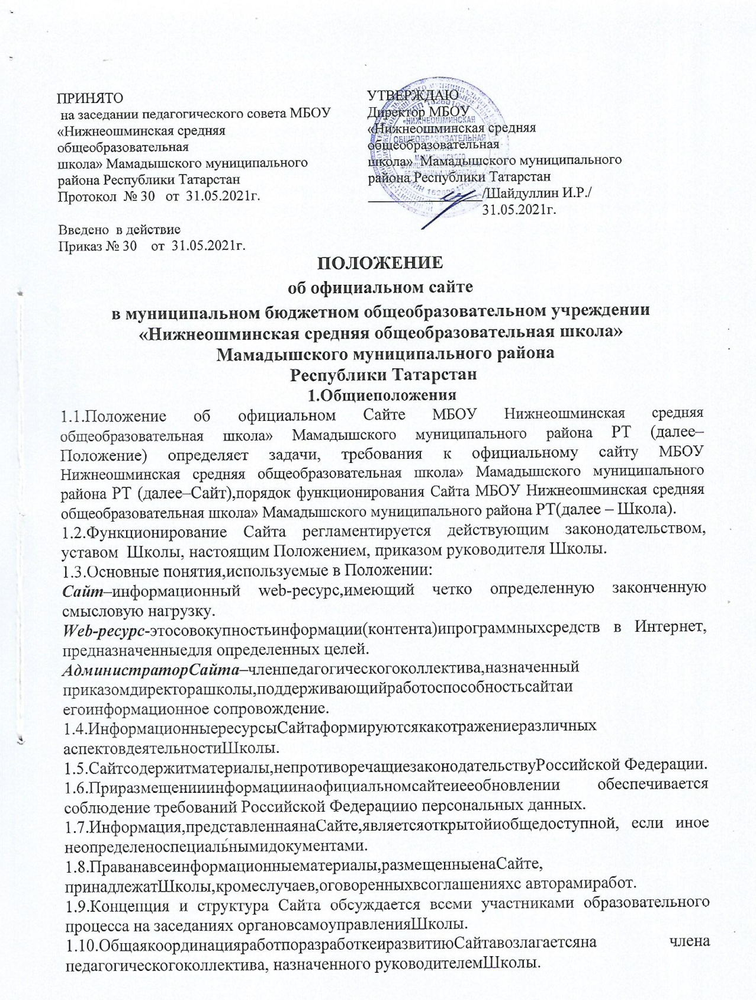 ПРИНЯТО
на заседании педагогического совета МБОУ
«Нижнеошминская средняя
общеобразовательная
школа» Мамадышского муниципального
района Республики Татарстан
Протокол № 30 от 31.05.2021г.
Введено в действие
Приказ № 30 от 31.05.2021г.
УТВЕРЖДАЮ
Директор МБОУ
«Нижнеошминская средняя
общеобразовательная
школа» Мамадышского муниципального
района Республики Татарстан
/Шайдуллин И.Р./
31.05.2021г.
«НИЖНЕОШМИНСКАЯ
ОБЩЕОБРАЗОВАТЕЛЬНАЯ
ПОЛОЖЕНИЕ
об официальном сайте
в муниципальном бюджетном общеобразовательном учреждении
«Нижнеошминская средняя общеобразовательная школа»
Мамадышского муниципального района
Республики Татарстан
1.Общиеположения
1.1.Положение об официальном Сайте МБОУ Нижнеошминская средняя
общеобразовательная школа» Мамадышского муниципального района РТ (далее–
Положение) определяет задачи, требования к официальному сайту МБОУ
Нижнеошминская средняя общеобразовательная школа» Мамадышского муниципального
района РТ (далее–Сайт),порядок функционирования Сайта МБОУ Нижнеошминская средняя
общеобразовательная школа» Мамадышского муниципального района РТ(далее – Школа).
1.2.Функционирование Сайта регламентируется действующим законодательством,
уставом Школы, настоящим Положением, приказом руководителя Школы.
1.3.Основные понятия,используемые в Положении:
Сайт–информационный web-ресурс,имеющий четко определенную законченную
смысловую нагрузку.
Web-ресурс-этосовокупностьинформации(контента)ипрограммныхсредств в Интернет,
предназначенныедля определенных целей.
АдминистраторСайта–членпедагогическогоколлектива,назначенный
приказомдиректорашколы,поддерживающийработоспособностьсайтаи
егоинформационное сопровождение.
1.4.ИнформационныересурсыСайтаформируютсякакотражениеразличных
аспектовдеятельностиШколы.
1.5.Сайтсодержитматериалы,непротиворечащиезаконодательствуРоссийской Федерации.
1.6.Приразмещенииинформациинаофициальномсайтеиееобновлении обеспечивается
соблюдение требований Российской Федерациио персональных данных.
1.7.Информация,представленнаянаСайте,являетсяоткрытойиобщедоступной, если иное
неопределеноспециальнымидокументами.
1.8.Праванавсеинформационныематериалы,размещенныенаСайте,
принадлежатШколы,кромеслучаев,оговоренныхвсоглашенияхс авторамиработ.
1.9.Концепция и структура Сайта обсуждается всеми участниками образовательного
процесса на заседаниях органовсамоуправленияШколы.
1.10.ОбщаякоординацияработпоразработкеиразвитиюСайтавозлагаетсяна члена
педагогическогоколлектива, назначенного руководителемШколы.